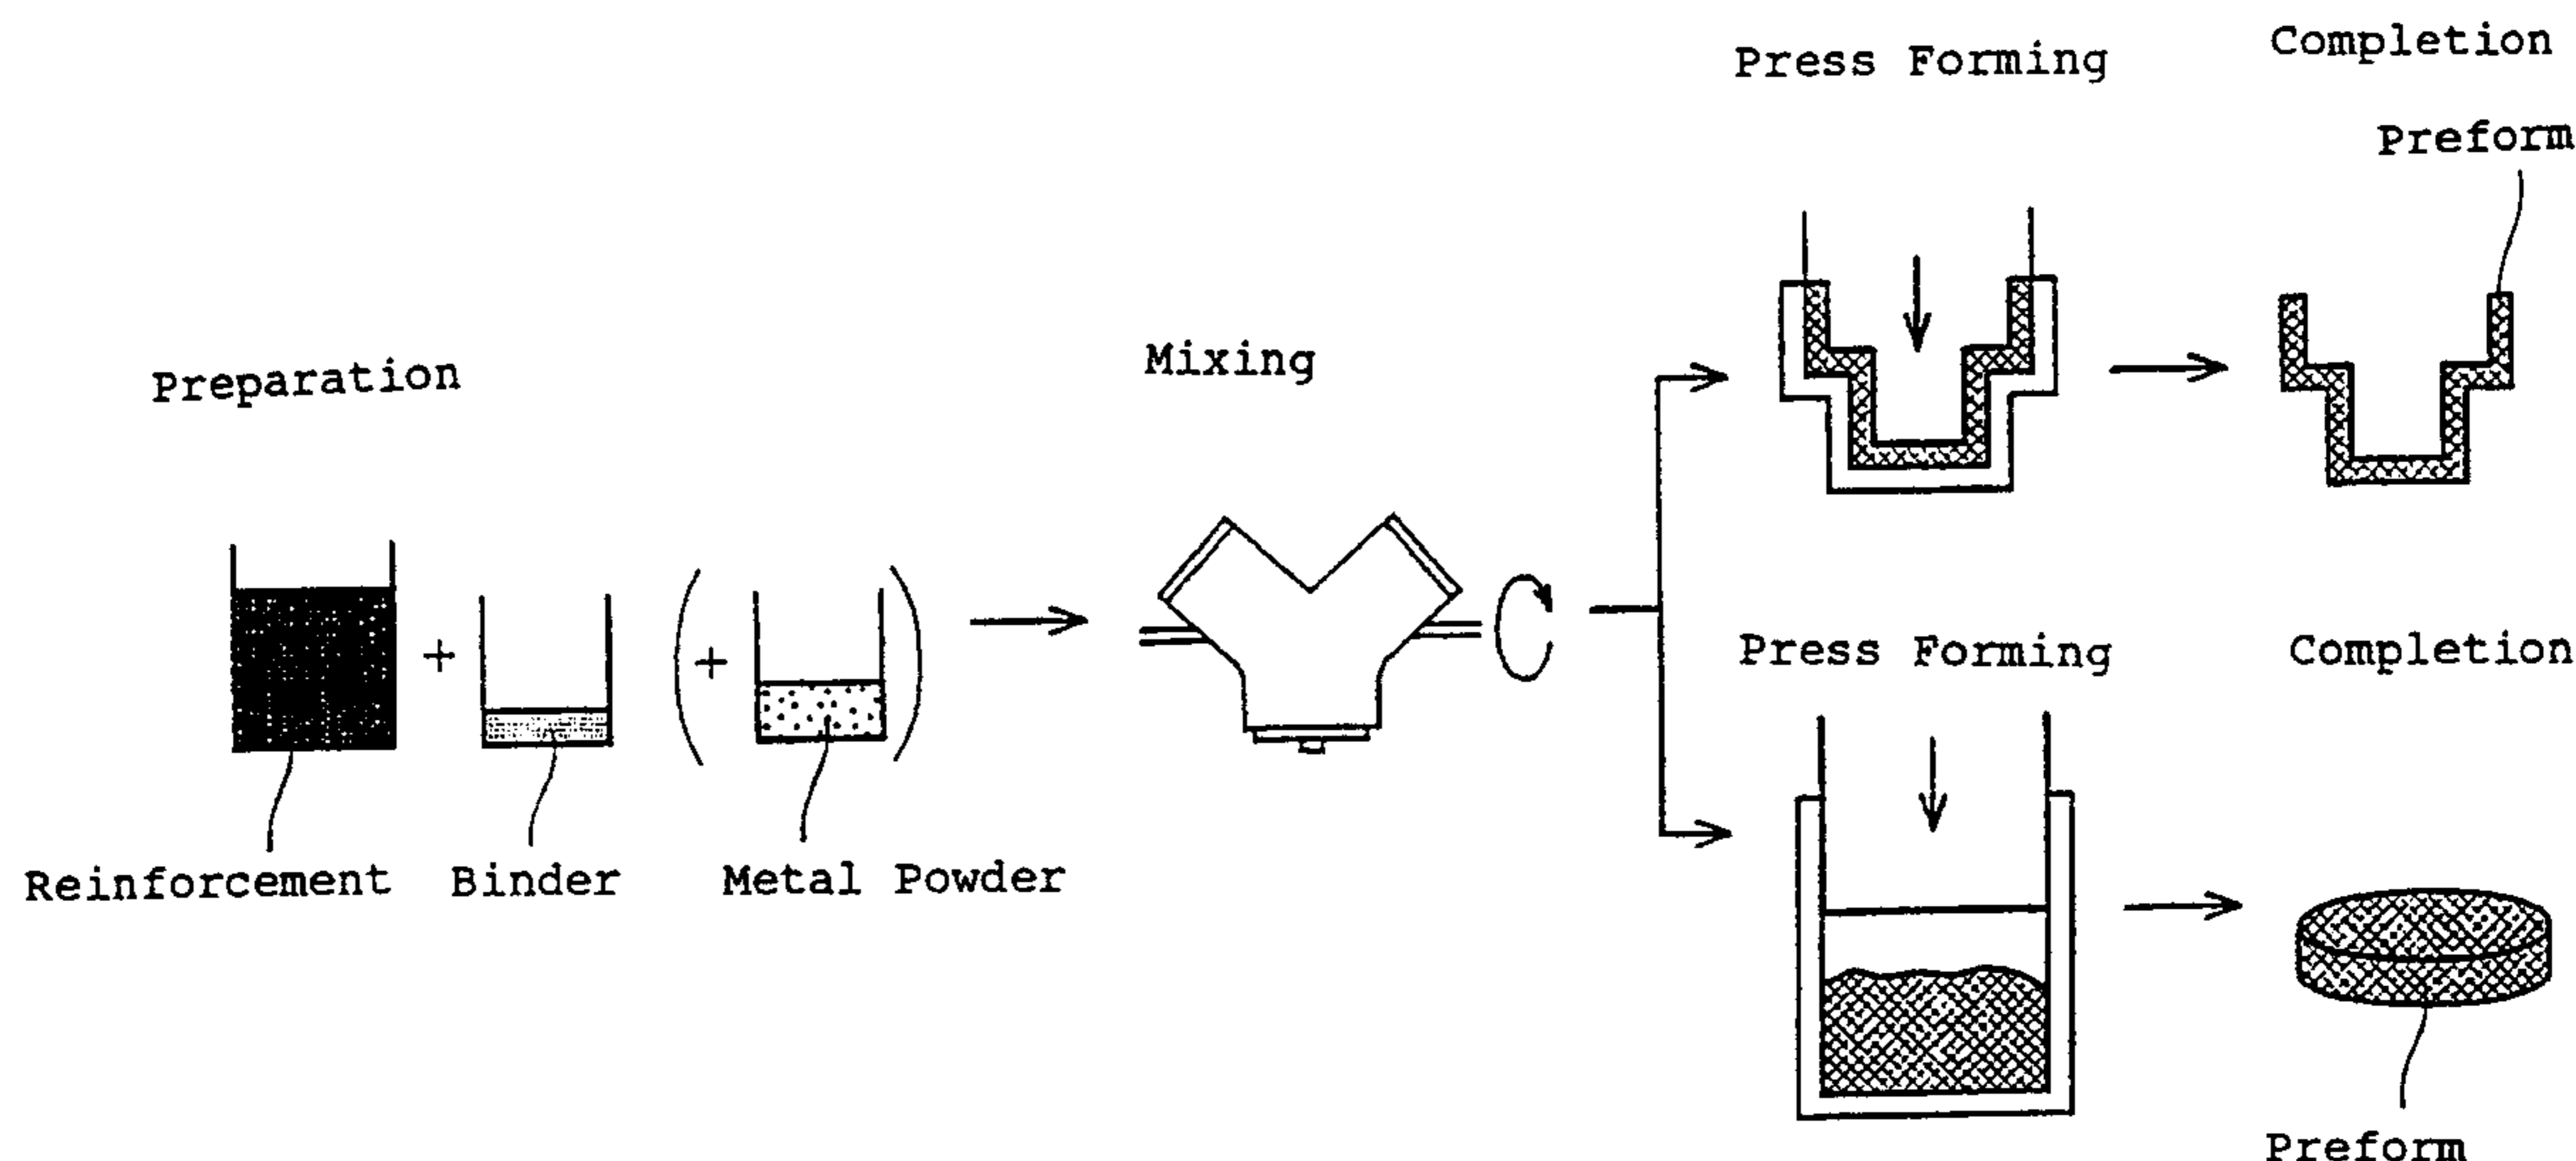 Preparation
Reinforcement
+
Binder
( + )
Metal Powder
Mixing
Press Forming
Completion
Preform
Press Forming
Completion
Preform